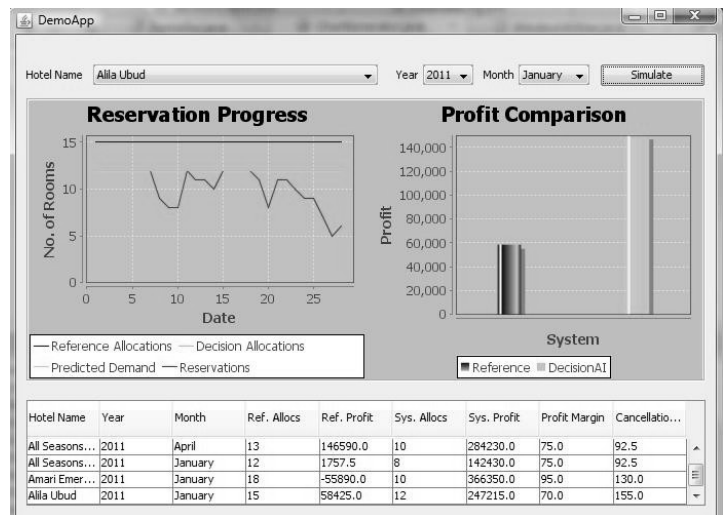 DemoApp
Hotel Name Alila Ubud Year 2011 Month January Simulate
Reservation Progress
15
10
5
0
No. of Rooms
0 5 10 15 20 25
Date
Reference Allocations Decision Allocations
Predicted Demand Reservations
Profit Comparison
140,000
120,000
100,000
80,000
60,000
40,000
20,000
0
Profit
System
Reference DecisionAI
Hotel Name Year Month Ref. Allocs Ref. Profit Sys. Allocs Sys. Profit Profit Margin Cancellatio...
All Seasons... 2011 April 13 146590.0 10 284230.0 75.0 92.5
All Seasons... 2011 January 12 1757.5 8 142430.0 75.0 92.5
Amari Emer... 2011 January 18 -55890.0 10 366350.0 95.0 130.0
Alila Ubud 2011 January 15 58425.0 12 247215.0 70.0 155.0